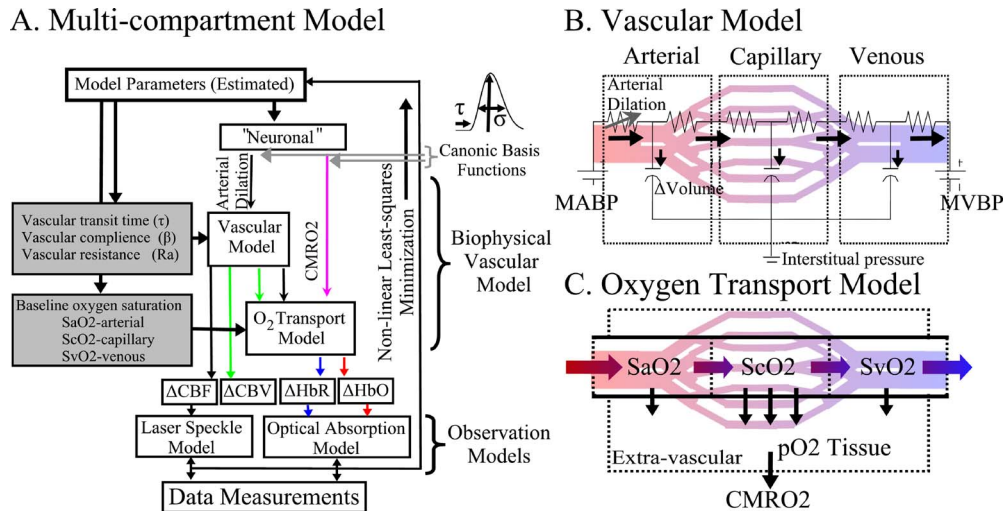 A. Multi-compartment Model
Model Parameters (Estimated)
"Neuronal"
τ
σ
Canonic Basis
Functions
Arterial
Dilation
CMRO2
Non-linear Least-squares
Minimization
Vascular transit time (τ)
Vascular complience (β)
Vascular resistance (Ra)
Vascular
Model
Biophysical
Vascular
Model
Baseline oxygen saturation
SaO2-arterial
ScO2-capillary
SvO2-venous
O2 Transport
Model
ΔCBF
ΔCBV
ΔHbR
ΔHbO
Laser Speckle
Model
Optical Absorption
Model
Observation
Models
Data Measurements
B. Vascular Model
Arterial
Capillary
Venous
Arterial
Dilation
ΔVolume
MABP
MVBP
Interstitual pressure
C. Oxygen Transport Model
SaO2
ScO2
SvO2
pO2 Tissue
Extra-vascular
CMRO2